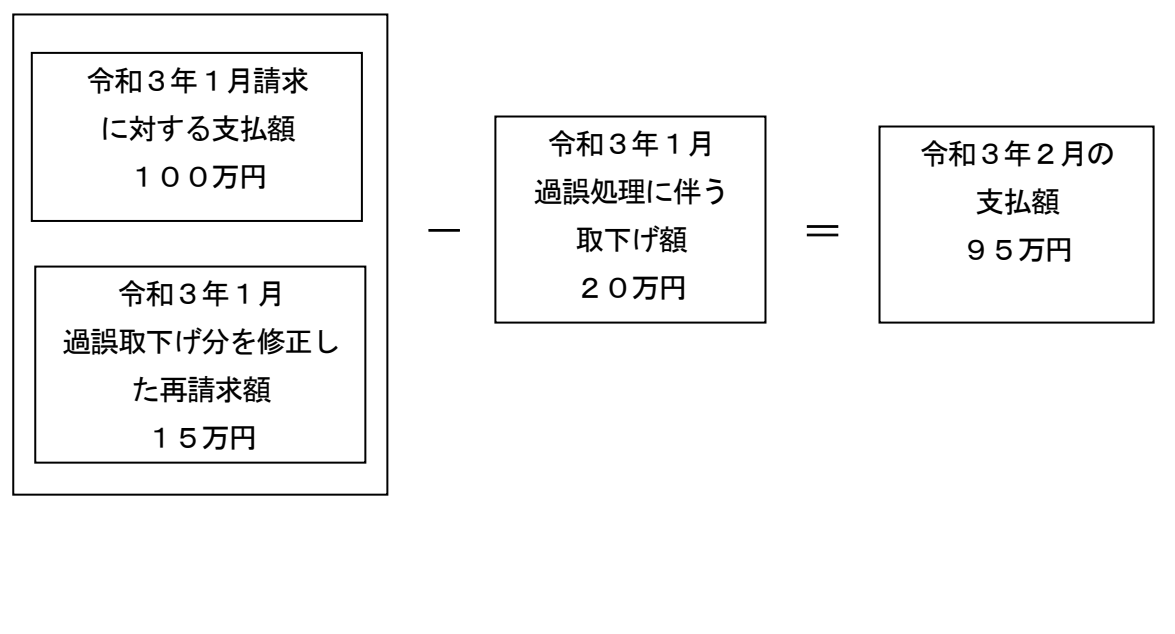 令和３年１月請求
に対する支払額
１００万円
令和３年１月
過誤取下げ分を修正し
た再請求額
１５万円
－
令和３年１月
過誤処理に伴う
取下げ額
２０万円
＝
令和３年２月の
支払額
９５万円